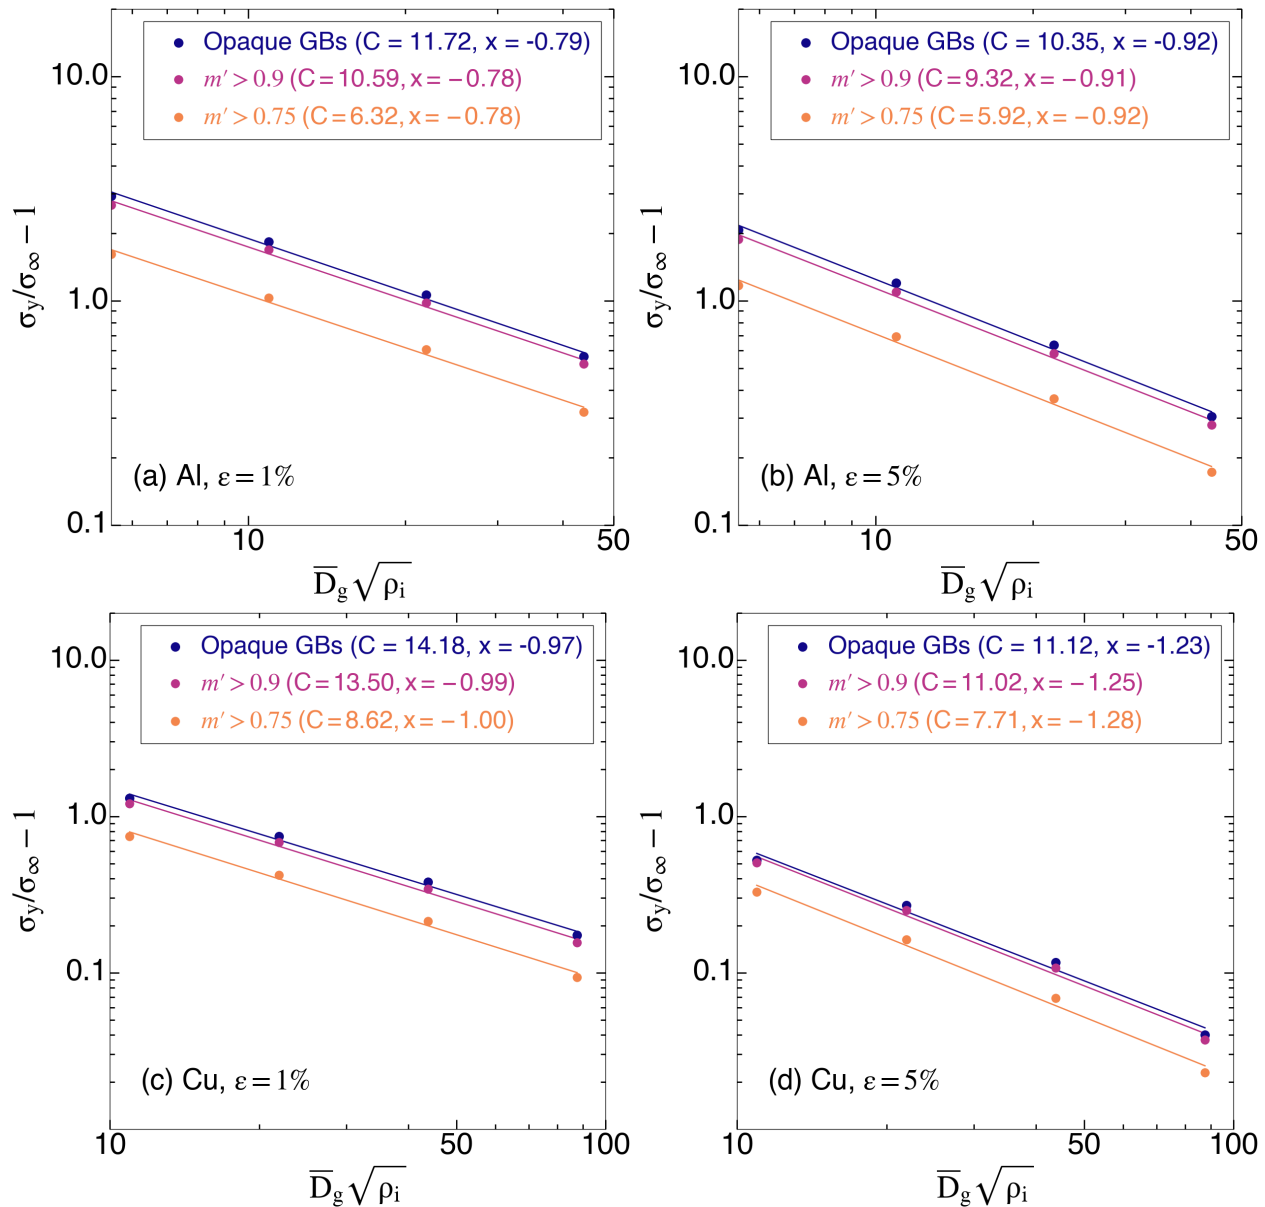 10.0
1.0
0.1
σy/σ∞ − 1
Opaque GBs (C = 11.72, x = -0.79)
m′ > 0.9 (C = 10.59, x = −0.78)
m′ > 0.75 (C = 6.32, x = −0.78)
(a) Al, ε = 1%
10
50
D̅g√ρi
10.0
1.0
0.1
σy/σ∞ − 1
Opaque GBs (C = 10.35, x = -0.92)
m′ > 0.9 (C = 9.32, x = −0.91)
m′ > 0.75 (C = 5.92, x = −0.92)
(b) Al, ε = 5%
10
50
D̅g√ρi
10.0
1.0
0.1
σy/σ∞ − 1
Opaque GBs (C = 14.18, x = -0.97)
m′ > 0.9 (C = 13.50, x = −0.99)
m′ > 0.75 (C = 8.62, x = −1.00)
(c) Cu, ε = 1%
10
50
100
D̅g√ρi
10.0
1.0
0.1
σy/σ∞ − 1
Opaque GBs (C = 11.12, x = -1.23)
m′ > 0.9 (C = 11.02, x = −1.25)
m′ > 0.75 (C = 7.71, x = −1.28)
(d) Cu, ε = 5%
10
50
100
D̅g√ρi